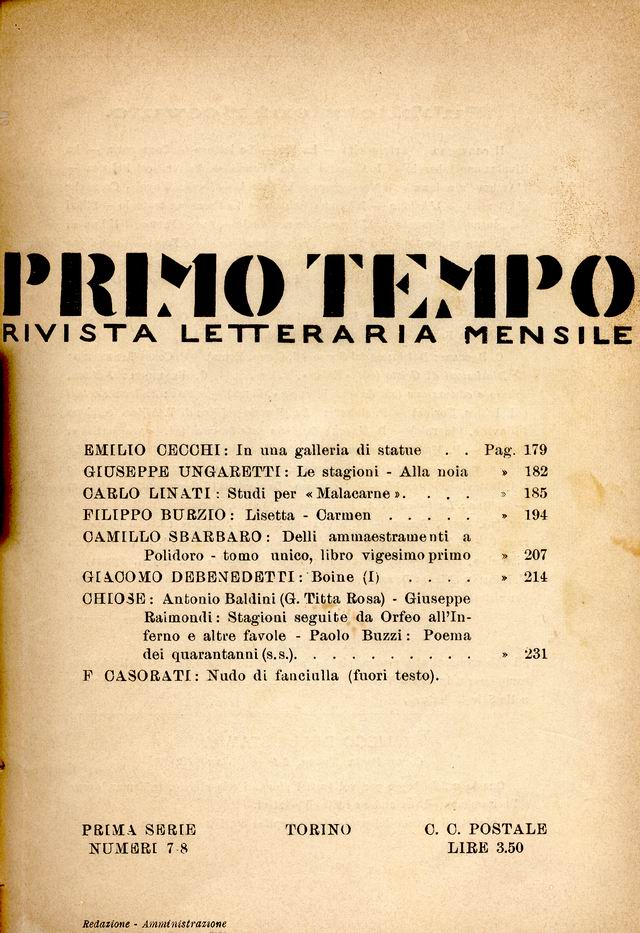 PRIMO TEMPO
RIVISTA LETTERARIA MENSILE
EMILIO CECCHI: In una galleria di statue . . Pag. 179
GIUSEPPE UNGARETTI: Le stagioni - Alla noia » 182
CARLO LINATI: Studi per «Malacarne». . . . » 185
FILIPPO BURZIO: Lisetta - Carmen . . . . . » 194
CAMILLO SBARBARO: Delli ammaestramenti a
Polidoro - tomo unico, libro vigesimo primo » 207
GIACOMO DEBENEDETTI: Boine (I) . . . . » 214
CHIOSE: Antonio Baldini (G. Titta Rosa) - Giuseppe
Raimondi: Stagioni seguite da Orfeo all'In-
ferno e altre favole - Paolo Buzzi: Poema
dei quarantanni (s. s.). . . . . . . . . . » 231
F CASORATI: Nudo di fanciulla (fuori testo).
PRIMA SERIE TORINO C. C. POSTALE
NUMERI 7-8 LIRE 3.50
Redazione - Amministrazione